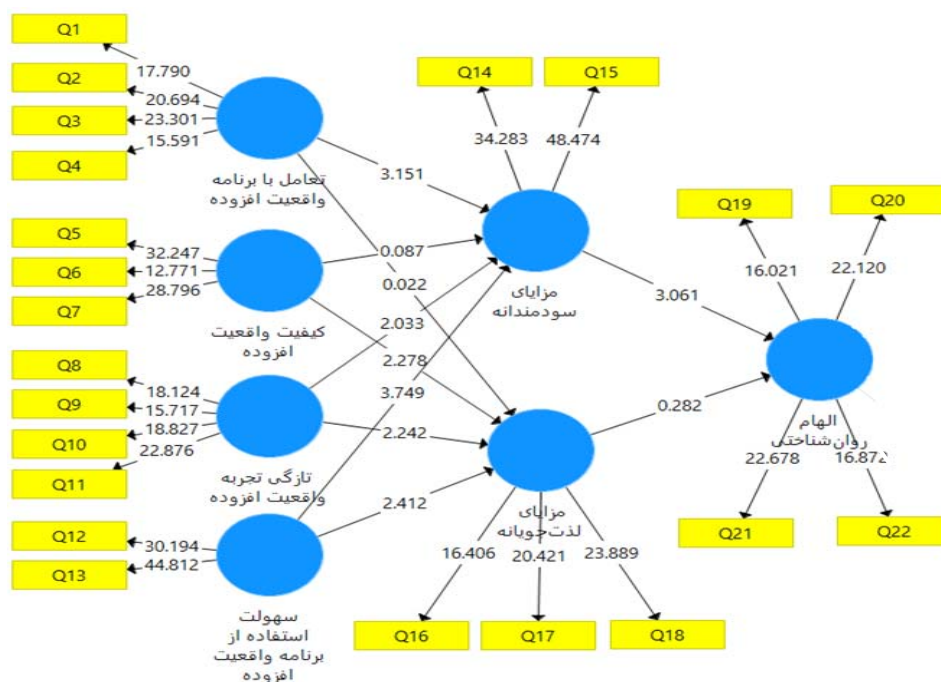 Q1
Q2
Q3
Q4
17.790
20.694
23.301
15.591
تعامل با برنامه
واقعیت افزوده
Q5
Q6
Q7
32.247
12.771
28.796
کیفیت واقعیت
افزوده
Q8
Q9
Q10
Q11
18.124
15.717
18.827
22.876
تازگی تجربه
واقعیت افزوده
Q12
Q13
30.194
44.812
سهولت
استفاده از
برنامه واقعیت
افزوده
3.151
0.087
0.022
2.033
2.278
3.749
2.242
2.412
Q14
Q15
34.283
48.474
مزایای
سودمندانه
مزایای
لذت‌جویانه
16.406
20.421
23.889
Q16
Q17
Q18
3.061
0.282
Q19
Q20
16.021
22.120
الهام
روان‌شناختی
22.678
16.872
Q21
Q22